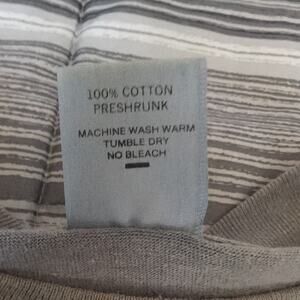 100% COTTON
PRESHRUNK
MACHINE WASH WARM
TUMBLE DRY
NO BLEACH